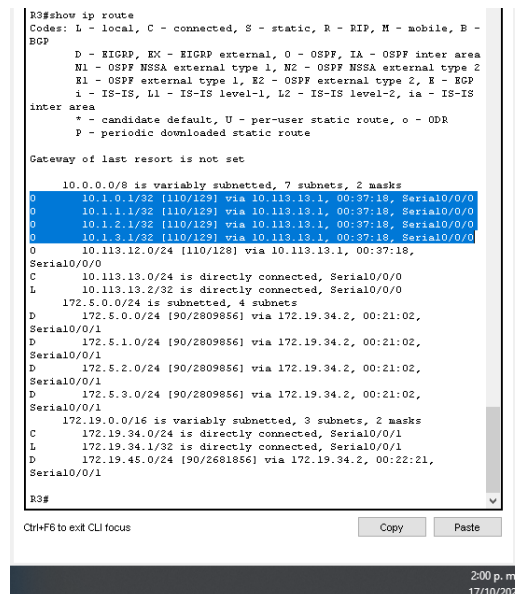 R3#show ip route
Codes: L - local, C - connected, S - static, R - RIP, M - mobile, B -
BGP
D - EIGRP, EX - EIGRP external, O - OSPF, IA - OSPF inter area
N1 - OSPF NSSA external type 1, N2 - OSPF NSSA external type 2
E1 - OSPF external type 1, E2 - OSPF external type 2, E - EGP
i - IS-IS, L1 - IS-IS level-1, L2 - IS-IS level-2, ia - IS-IS
inter area
* - candidate default, U - per-user static route, o - ODR
P - periodic downloaded static route
Gateway of last resort is not set
10.0.0.0/8 is variably subnetted, 7 subnets, 2 masks
O 10.1.0.1/32 [110/129] via 10.113.13.1, 00:37:18, Serial0/0/0
O 10.1.1.1/32 [110/129] via 10.113.13.1, 00:37:18, Serial0/0/0
O 10.1.2.1/32 [110/129] via 10.113.13.1, 00:37:18, Serial0/0/0
O 10.1.3.1/32 [110/129] via 10.113.13.1, 00:37:18, Serial0/0/0
O 10.113.12.0/24 [110/128] via 10.113.13.1, 00:37:18,
Serial0/0/0
C 10.113.13.0/24 is directly connected, Serial0/0/0
L 10.113.13.2/32 is directly connected, Serial0/0/0
172.5.0.0/24 is subnetted, 4 subnets
D 172.5.0.0/24 [90/2809856] via 172.19.34.2, 00:21:02,
Serial0/0/1
D 172.5.1.0/24 [90/2809856] via 172.19.34.2, 00:21:02,
Serial0/0/1
D 172.5.2.0/24 [90/2809856] via 172.19.34.2, 00:21:02,
Serial0/0/1
D 172.5.3.0/24 [90/2809856] via 172.19.34.2, 00:21:02,
Serial0/0/1
172.19.0.0/16 is variably subnetted, 3 subnets, 2 masks
C 172.19.34.0/24 is directly connected, Serial0/0/1
L 172.19.34.1/32 is directly connected, Serial0/0/1
D 172.19.45.0/24 [90/2681856] via 172.19.34.2, 00:22:21,
Serial0/0/1
R3#
Ctrl+F6 to exit CLI focus
Copy
Paste
2:00 p. m